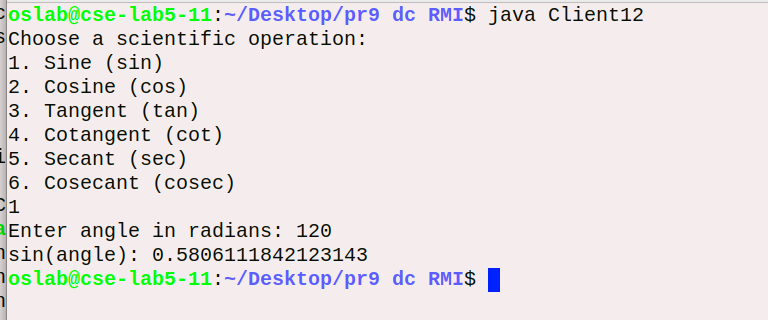 oslab@cse-lab5-11:~/Desktop/pr9 dc RMI$ java Client12
Choose a scientific operation:
1. Sine (sin)
2. Cosine (cos)
3. Tangent (tan)
4. Cotangent (cot)
5. Secant (sec)
6. Cosecant (cosec)
1
Enter angle in radians: 120
sin(angle): 0.5806111842123143
oslab@cse-lab5-11:~/Desktop/pr9 dc RMI$